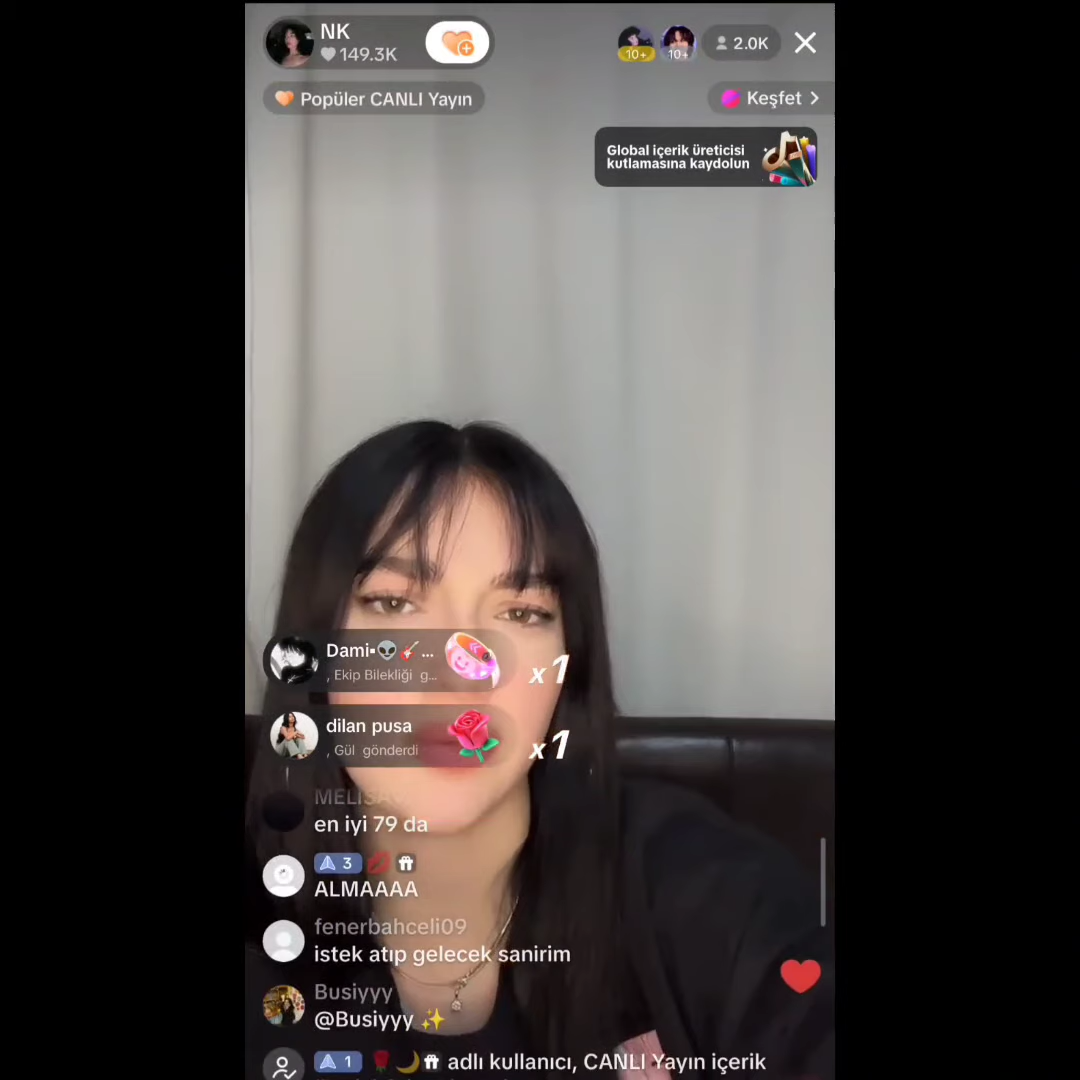 NK
149.3K
10+
10+
2.0K
Popüler CANLI Yayın
Keşfet
Global içerik üreticisi
kutlamasına kaydolun
Dami▪👽🎸...
, Ekip Bilekliği g...
x1
dilan pusa
, Gül gönderdi
x1
en iyi 79 da
3
ALMAAAA
fenerbahceli09
istek atıp gelecek sanirim
Busiyyy
@Busiyyy ✨
1 🌹🌙 adlı kullanıcı, CANLI Yayın içerik